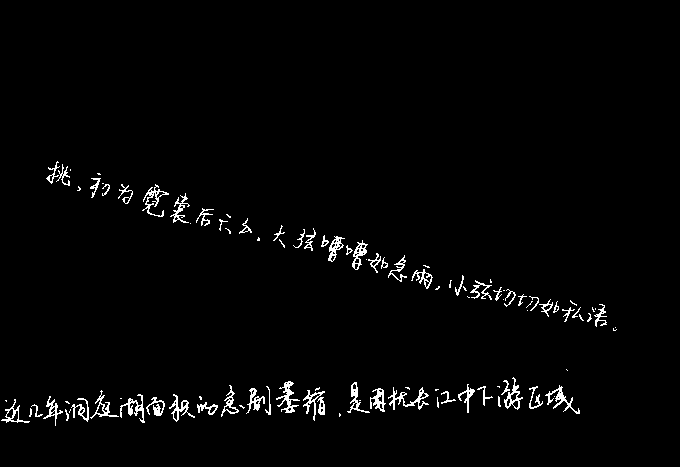 挑，初为霓裳后六幺。大弦嘈嘈如急雨，小弦切切如私语。
近几年洞庭湖面积的急剧萎缩，是困扰长江中下游区域